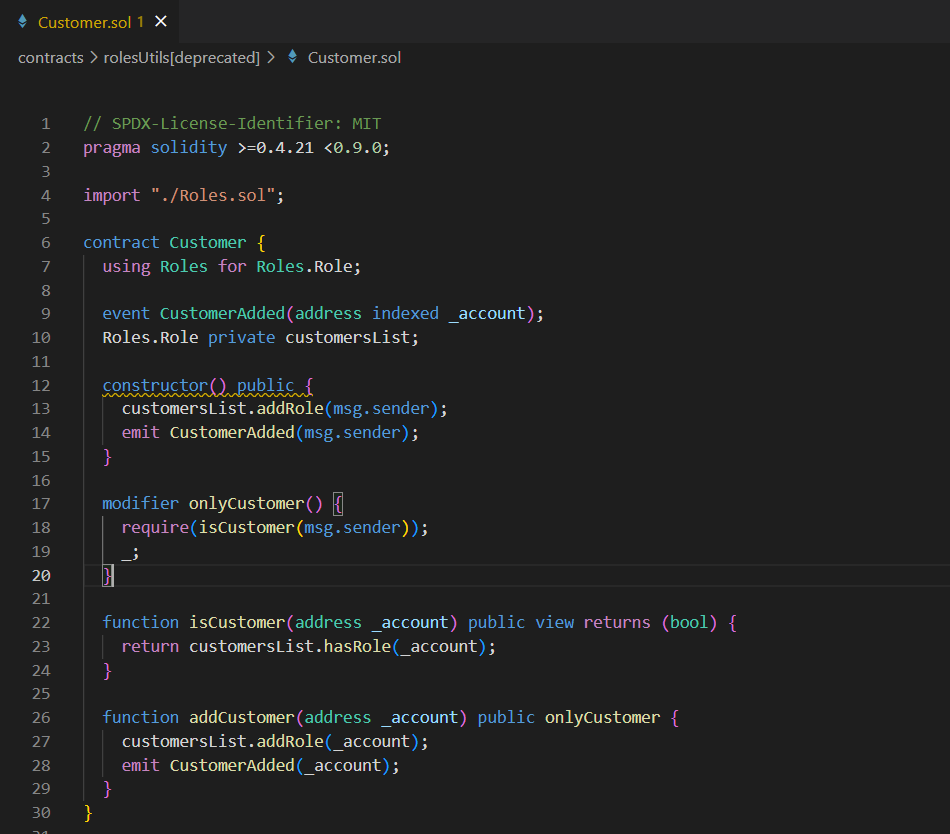 Customer.sol 1
contracts > rolesUtils[deprecated] > Customer.sol
1 // SPDX-License-Identifier: MIT
2 pragma solidity >=0.4.21 <0.9.0;
3
4 import "./Roles.sol";
5
6 contract Customer {
7 using Roles for Roles.Role;
8
9 event CustomerAdded(address indexed _account);
10 Roles.Role private customersList;
11
12 constructor() public {
13 customersList.addRole(msg.sender);
14 emit CustomerAdded(msg.sender);
15 }
16
17 modifier onlyCustomer() {
18 require(isCustomer(msg.sender));
19 _;
20 }
21
22 function isCustomer(address _account) public view returns (bool) {
23 return customersList.hasRole(_account);
24 }
25
26 function addCustomer(address _account) public onlyCustomer {
27 customersList.addRole(_account);
28 emit CustomerAdded(_account);
29 }
30 }